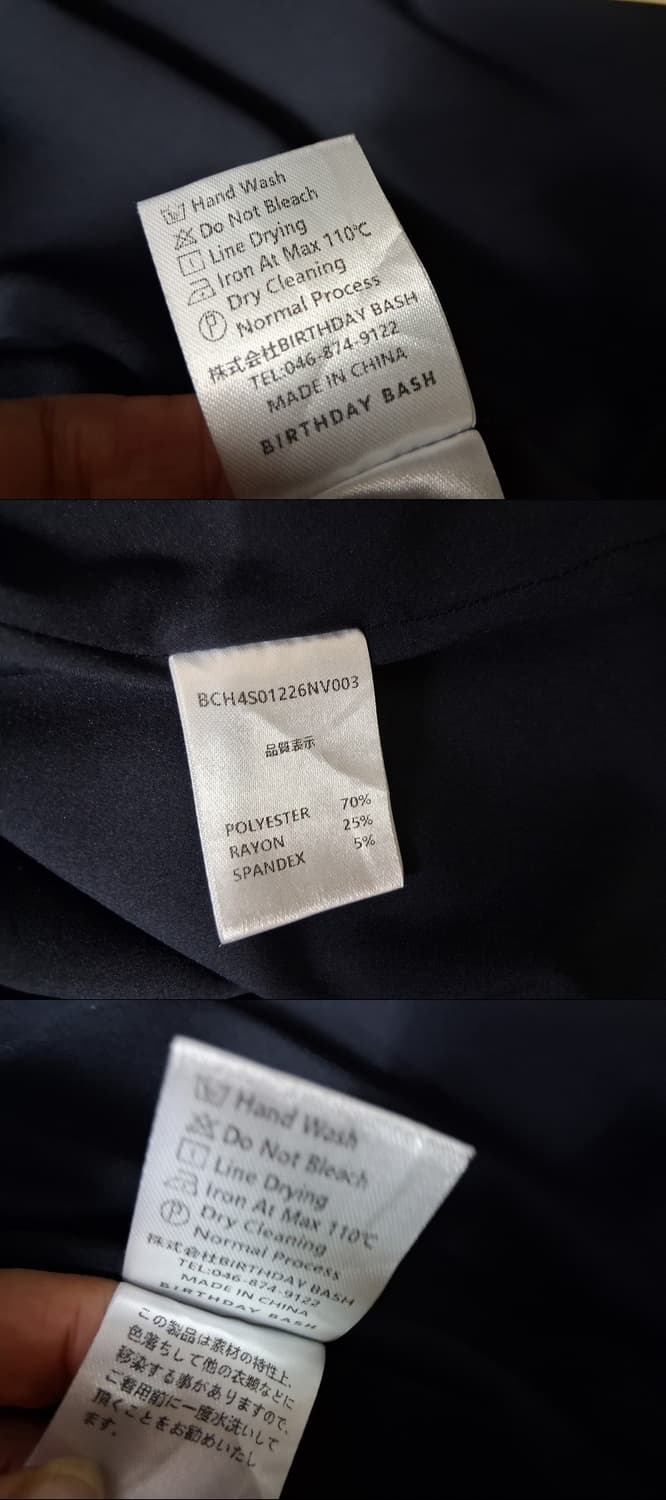 Hand Wash
Do Not Bleach
Line Drying
Iron At Max 110℃
Dry Cleaning
P
Normal Process
株式会社BIRTHDAY BASH
TEL:046-874-9122
MADE IN CHINA
BIRTHDAY BASH
BCH4S01226NV003
品質表示
POLYESTER 70%
RAYON 25%
SPANDEX 5%
Hand Wash
Do Not Bleach
Line Drying
Iron At Max 110℃
P
Dry Cleaning
Normal Process
株式会社BIRTHDAY BASH
TEL:046-874-9122
MADE IN CHINA
BIRTHDAY BASH
この製品は素材の特性上、
色落ちして他の衣類などに
移染する事がありますので、
ご着用前に一度水洗いして
頂くことをお勧めいたし
ます。